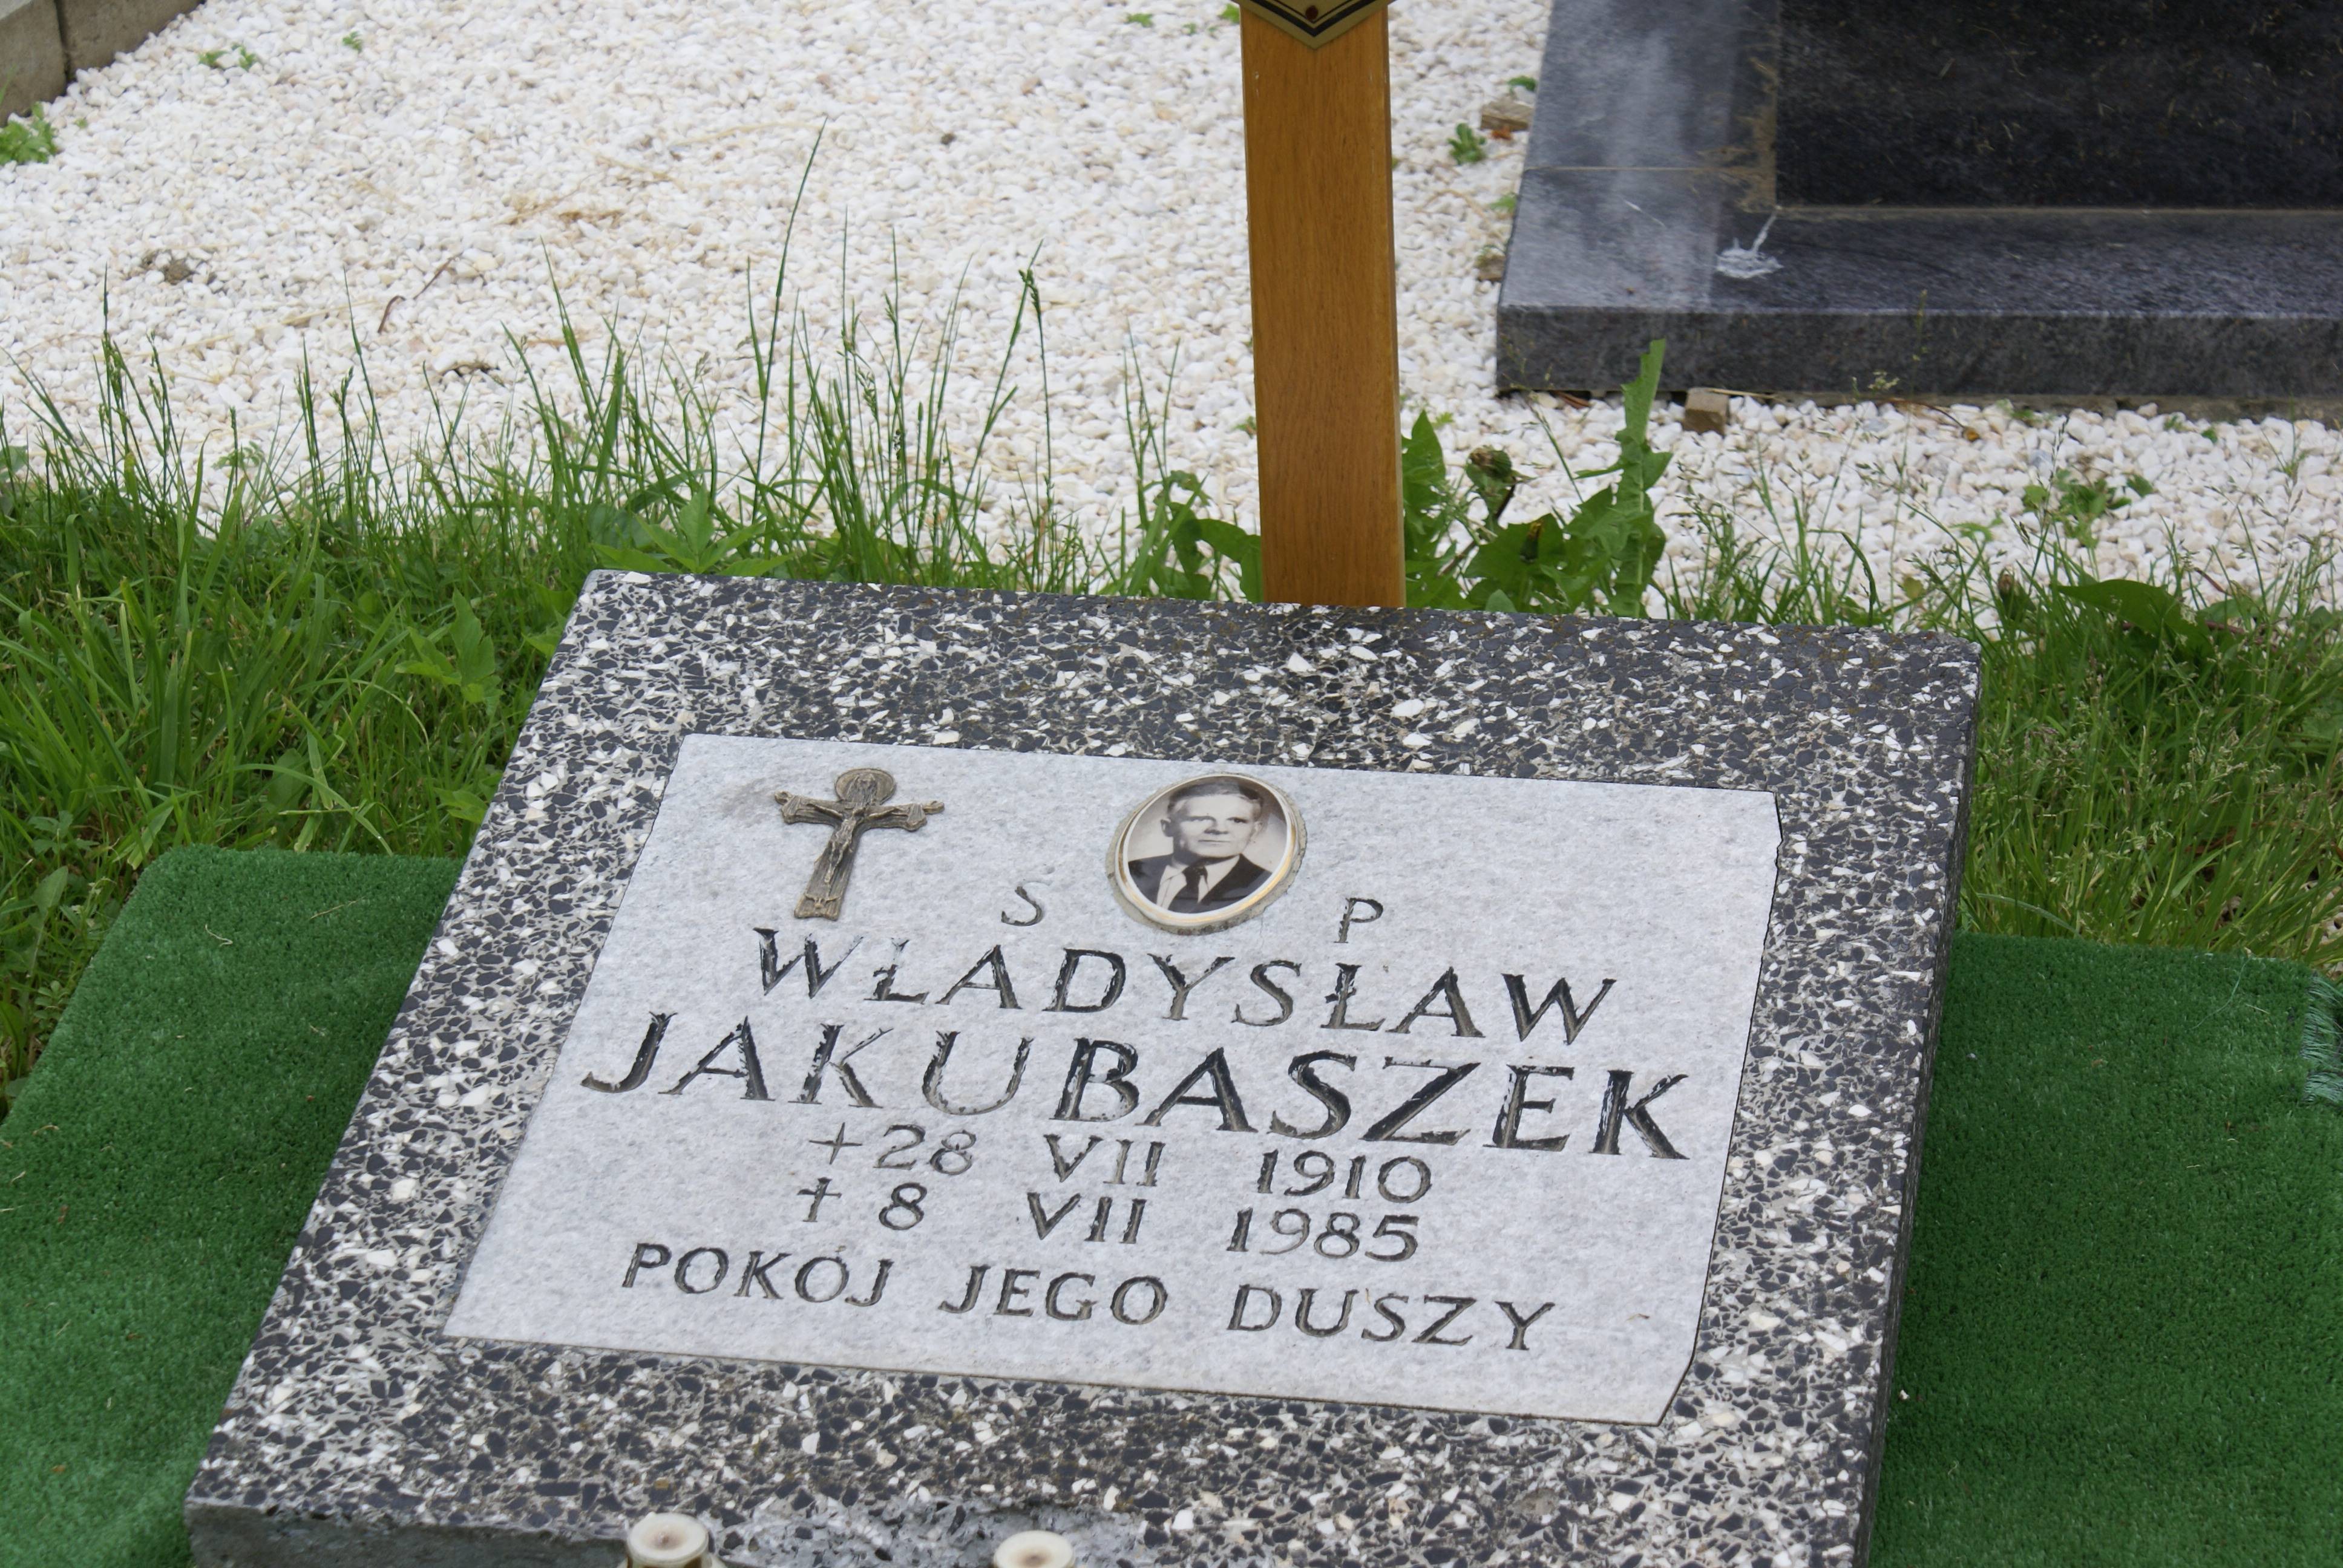 S P
WŁADYSŁAW
JAKUBASZEK
+28 VII 1910
† 8 VII 1985
POKÓJ JEGO DUSZY